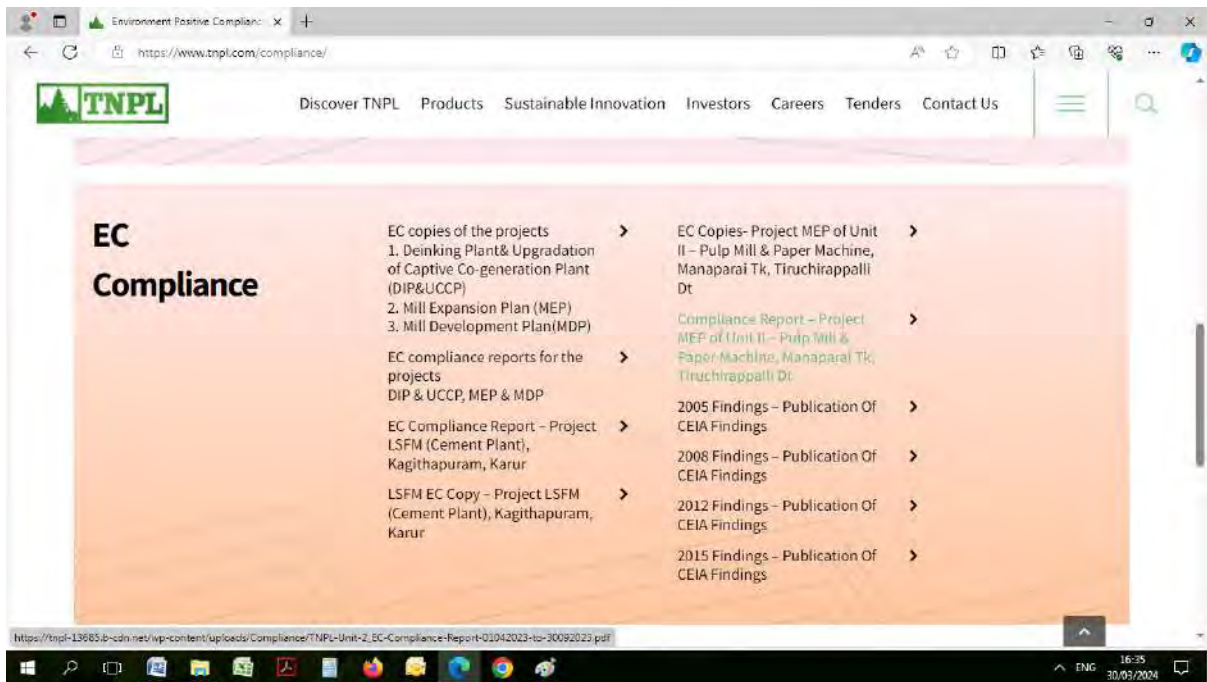 Environment Positive Complianc
https://www.tnpl.com/compliance/
TNPL
Discover TNPL Products Sustainable Innovation Investors Careers Tenders Contact Us
EC
Compliance
EC copies of the projects
1. Deinking Plant& Upgradation
of Captive Co-generation Plant
(DIP&UCCP)
2. Mill Expansion Plan (MEP)
3. Mill Development Plan(MDP)
EC compliance reports for the
projects
DIP & UCCP, MEP & MDP
EC Compliance Report – Project
LSFM (Cement Plant),
Kagithapuram, Karur
LSFM EC Copy – Project LSFM
(Cement Plant), Kagithapuram,
Karur
EC Copies- Project MEP of Unit
II – Pulp Mill & Paper Machine,
Manaparai Tk, Tiruchirappalli
Dt
Compliance Report – Project
MEP of Unit II – Pulp Mill &
Paper Machine, Manaparai Tk,
Tiruchirappalli Dt
2005 Findings – Publication Of
CEIA Findings
2008 Findings – Publication Of
CEIA Findings
2012 Findings – Publication Of
CEIA Findings
2015 Findings – Publication Of
CEIA Findings
https://tnpl-13685.b-cdn.net/wp-content/uploads/Compliance/TNPL-Unit-2_EC-Compliance-Report-01042023-to-30092023.pdf
ENG
16:35
30/03/2024